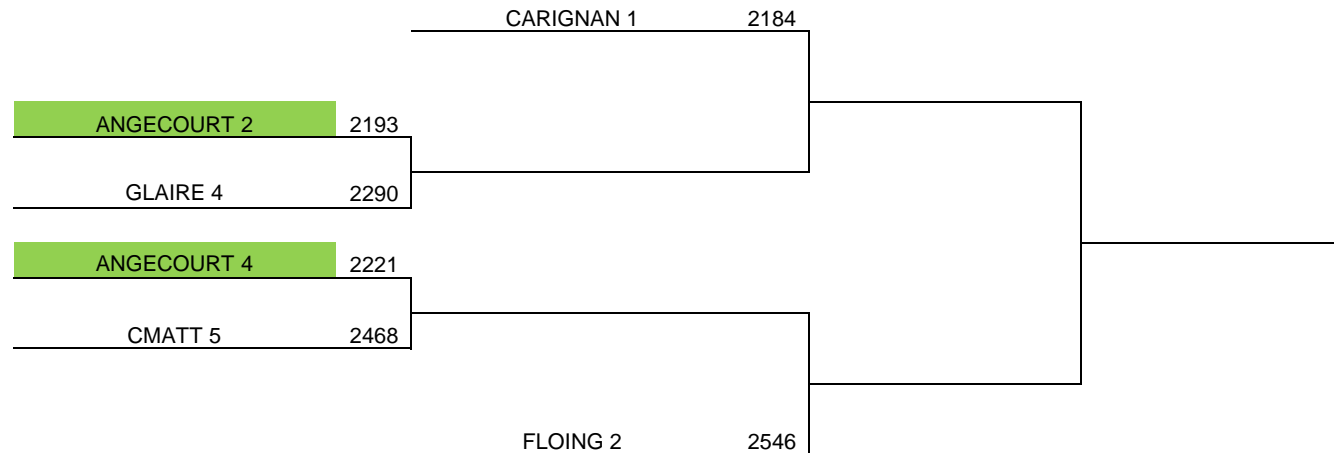 CARIGNAN 1 2184
ANGECOURT 2 2193
GLAIRE 4 2290
ANGECOURT 4 2221
CMATT 5 2468
FLOING 2 2546